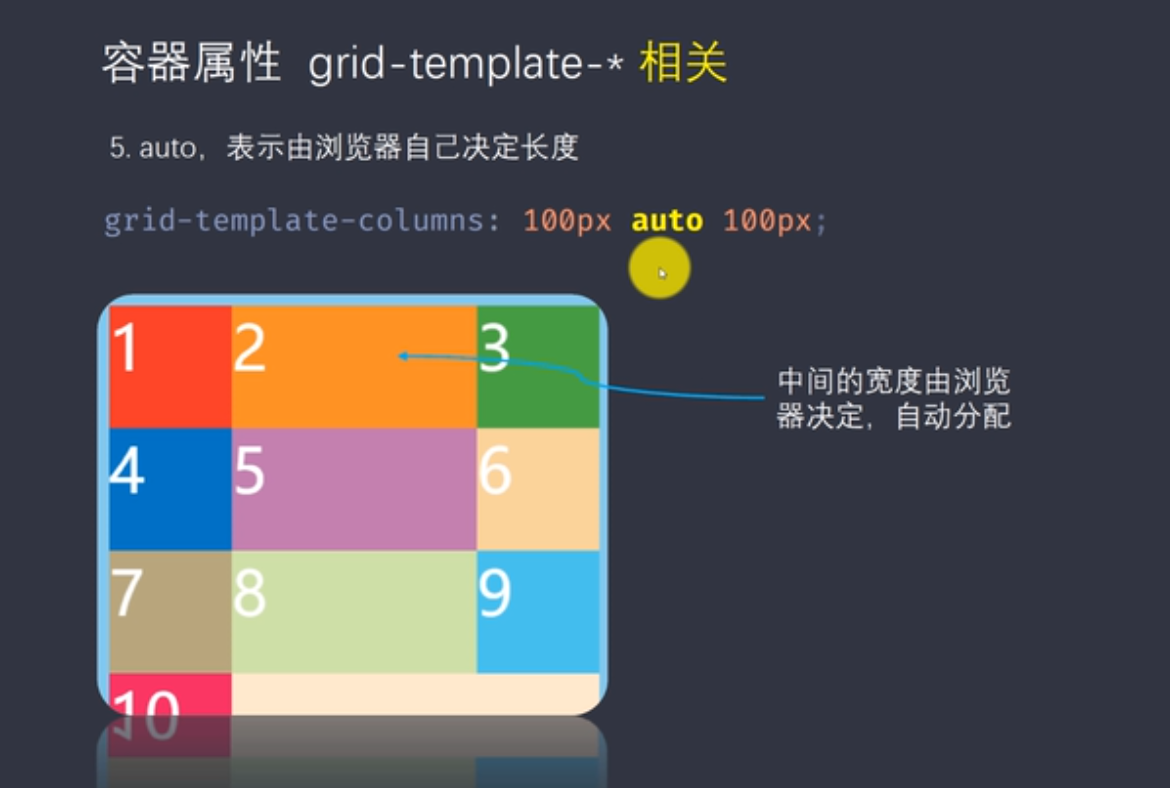 容器属性 grid-template-* 相关
5. auto，表示由浏览器自己决定长度
grid-template-columns: 100px auto 100px;
1 2 3
中间的宽度由浏览
器决定，自动分配
4 5 6
7 8 9
10